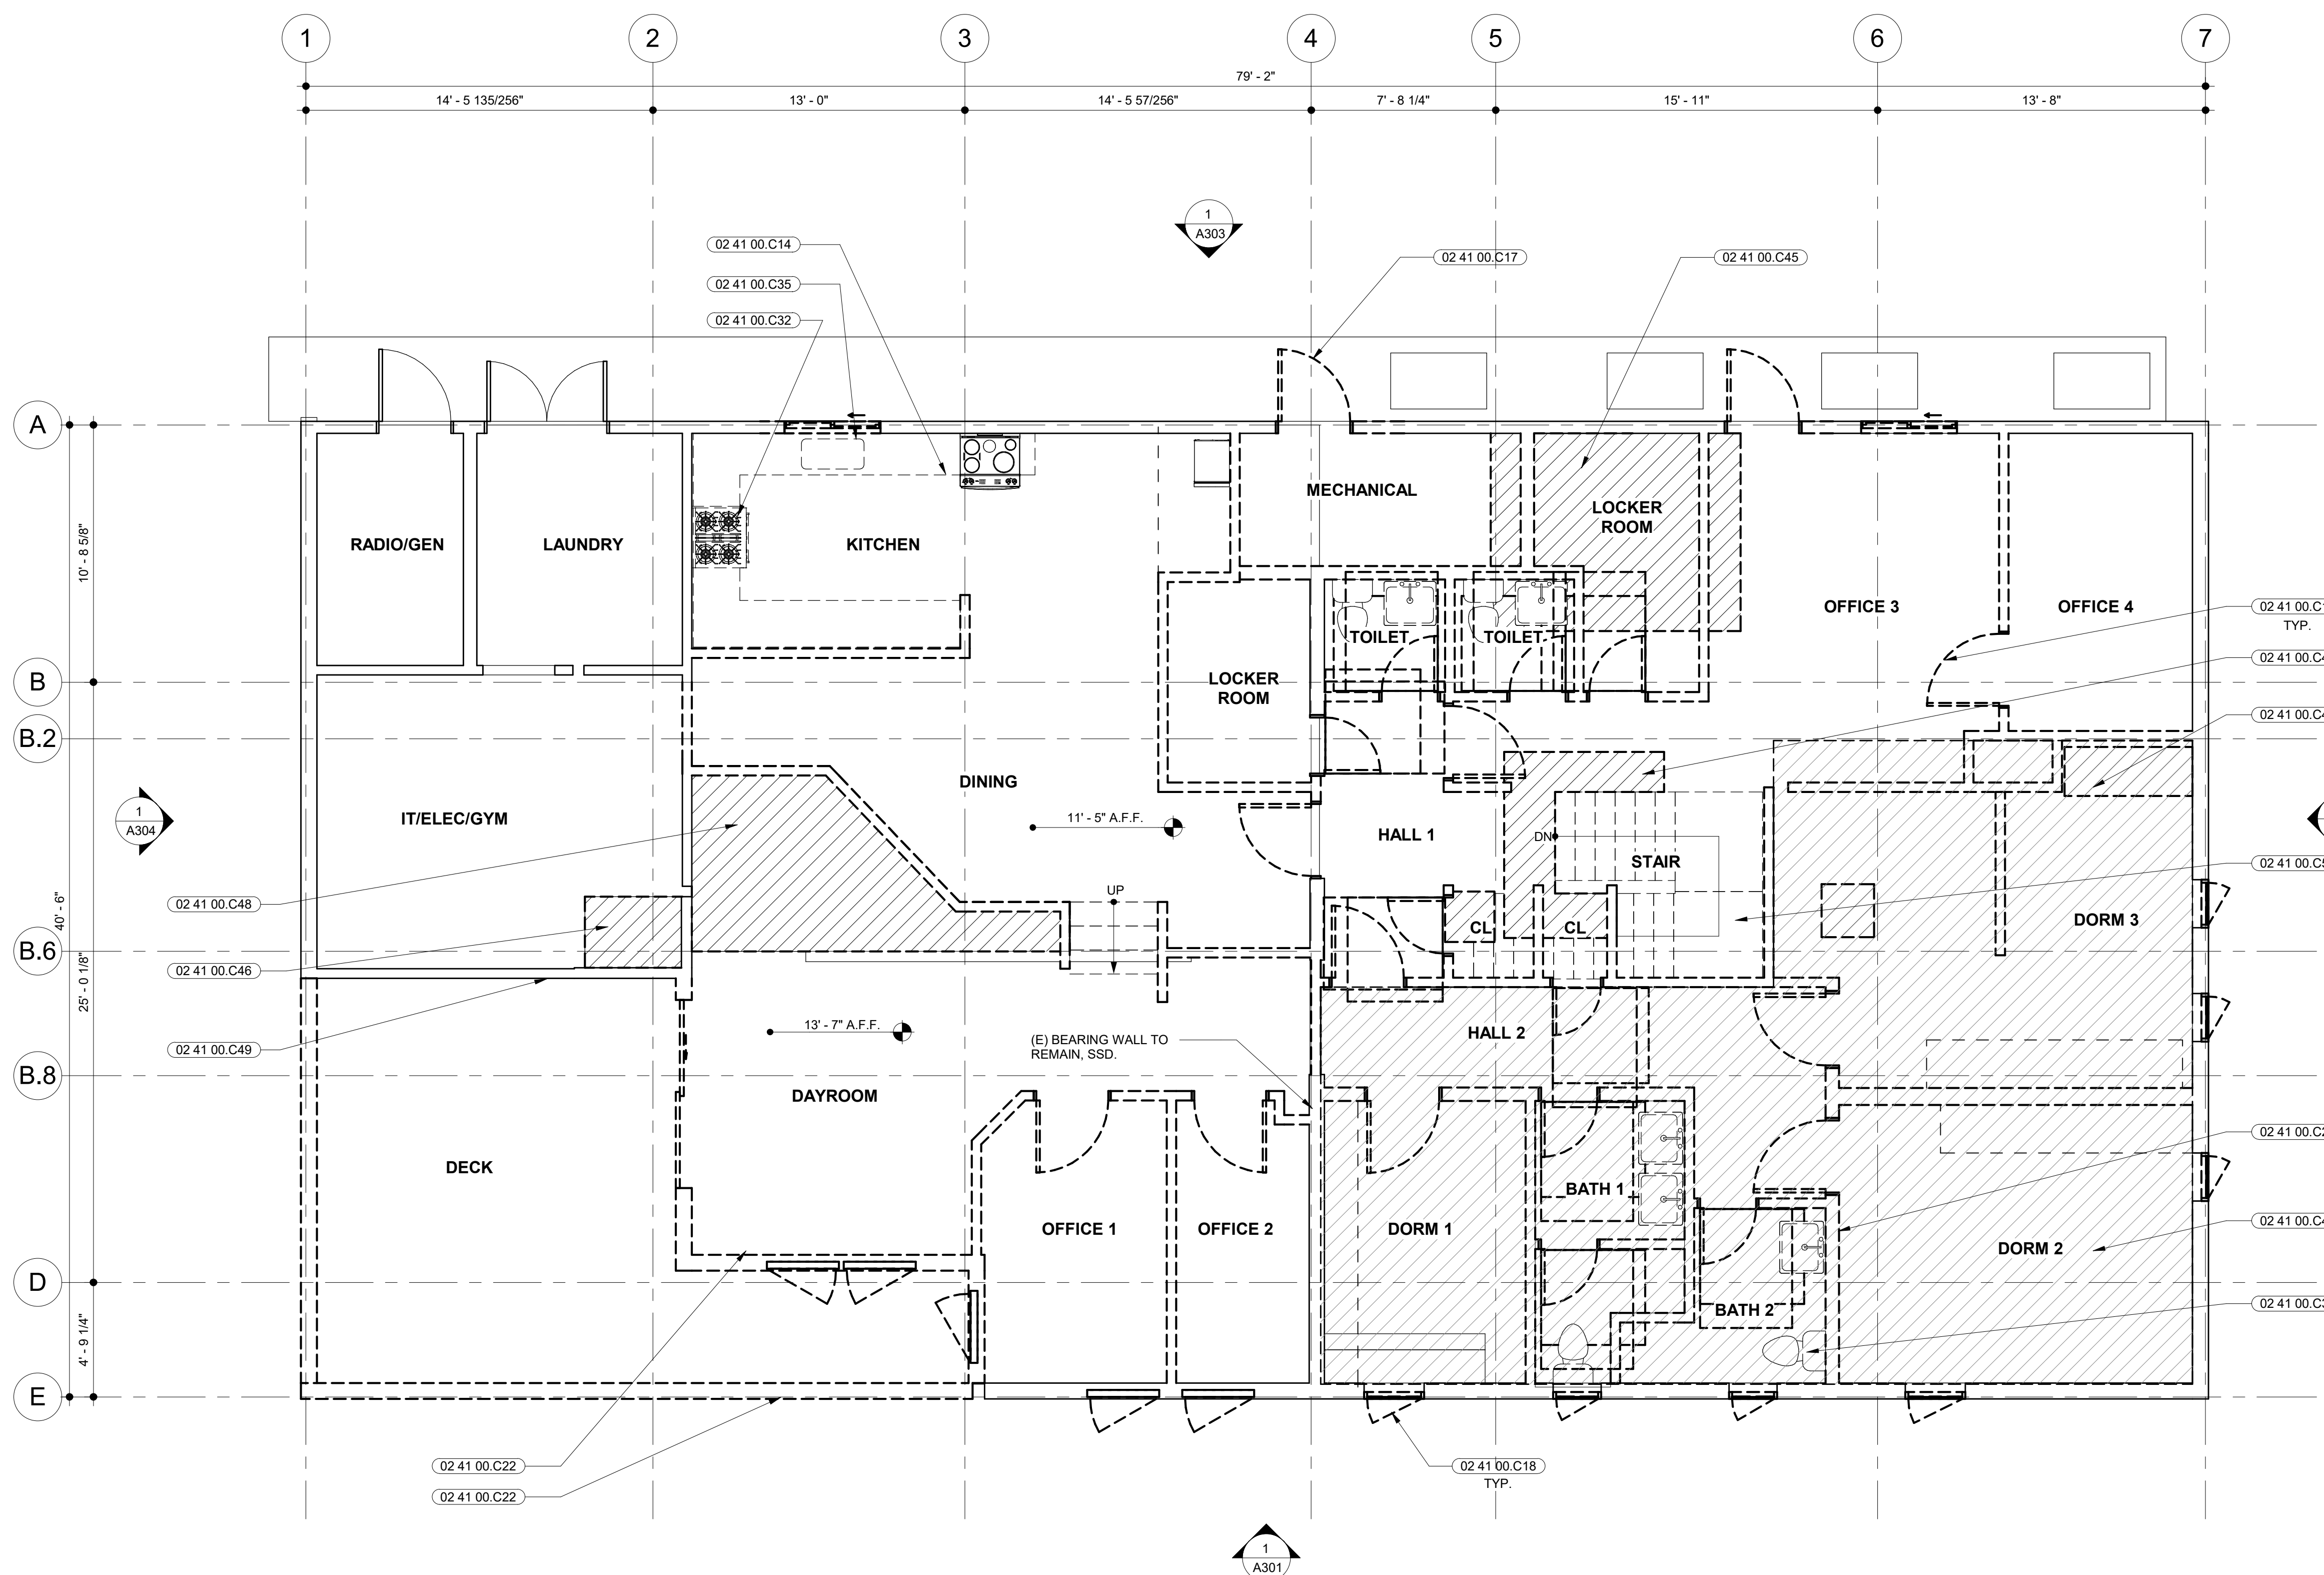 1
2
3
4
5
6
7
79' - 2"
14' - 5 135/256"
13' - 0"
14' - 5 57/256"
7' - 8 1/4"
15' - 11"
13' - 8"
1
A303
02 41 00.C14
02 41 00.C35
02 41 00.C32
02 41 00.C17
02 41 00.C45
A
10' - 8 5/8"
RADIO/GEN
LAUNDRY
KITCHEN
MECHANICAL
LOCKER
ROOM
OFFICE 3
OFFICE 4
TYP.
TOILET
TOILET
B
LOCKER
ROOM
B.2
DINING
1
A304
IT/ELEC/GYM
11' - 5" A.F.F.
HALL 1
DN
STAIR
UP
02 41 00.C48
40' - 6"
CL
CL
DORM 3
B.6
02 41 00.C46
25' - 0 1/8"
13' - 7" A.F.F.
(E) BEARING WALL TO
REMAIN, SSD.
HALL 2
02 41 00.C49
B.8
DAYROOM
DECK
BATH 1
OFFICE 1
OFFICE 2
DORM 1
DORM 2
D
BATH 2
4' - 9 1/4"
E
02 41 00.C22
02 41 00.C22
02 41 00.C18
TYP.
1
A301